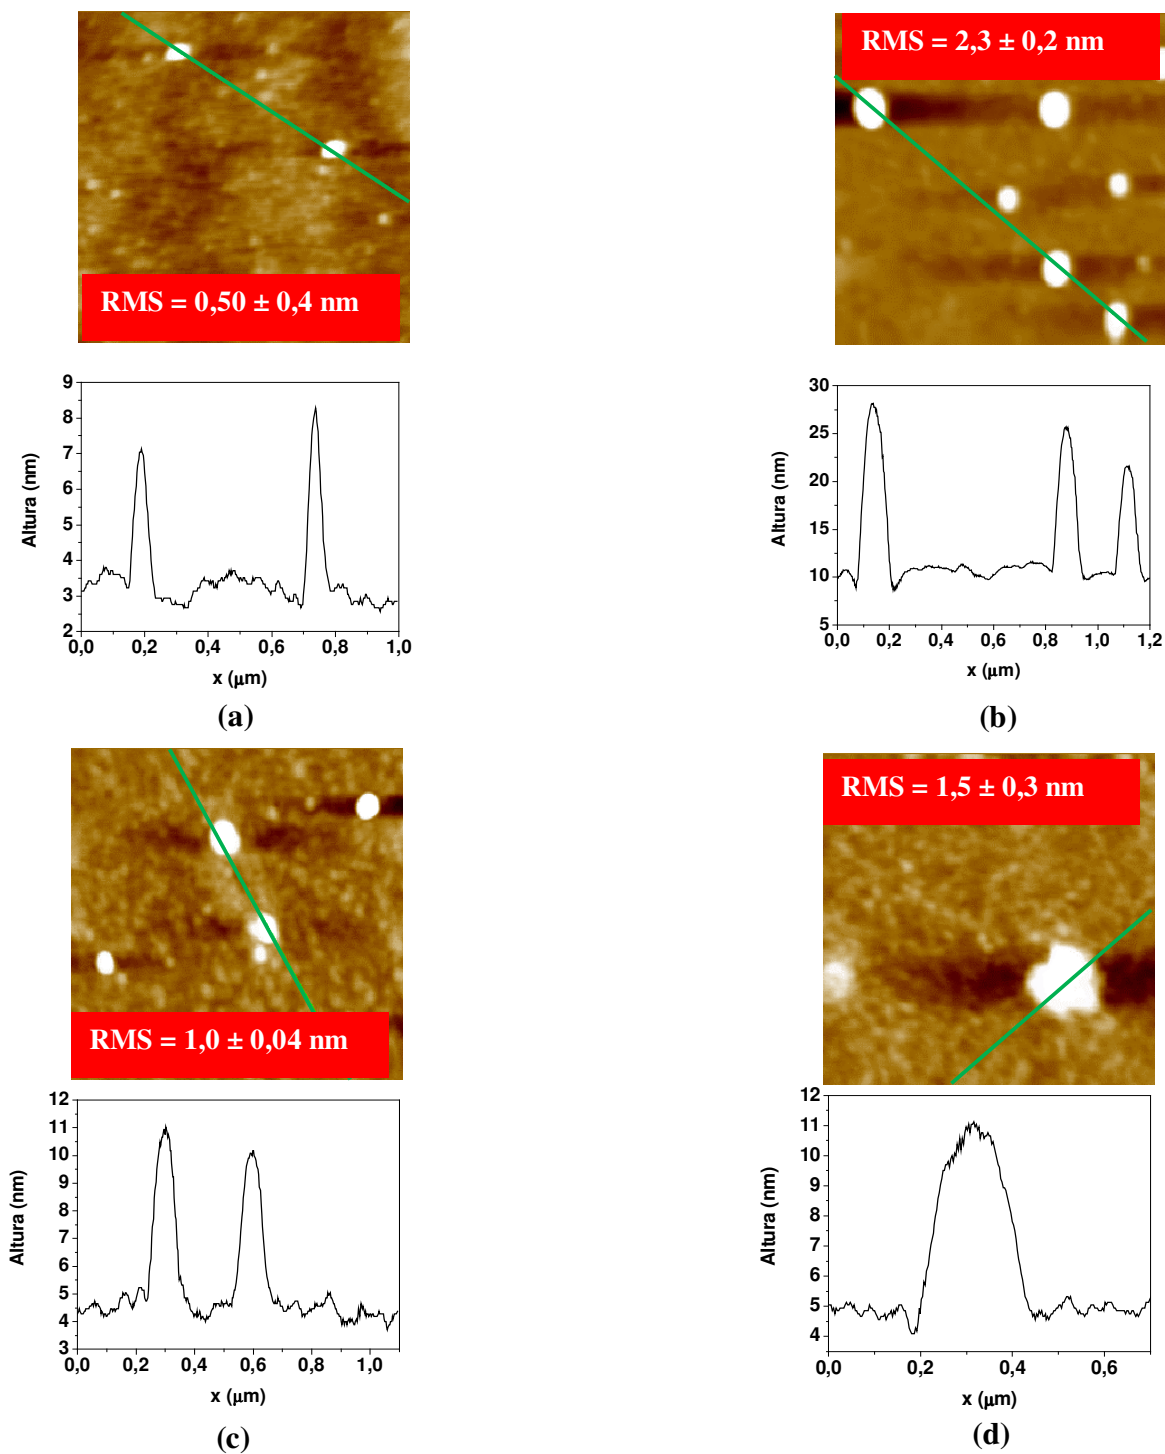 RMS = 0,50 ± 0,4 nm
9
8
7
6
5
4
3
2
Altura (nm)
0,0 0,2 0,4 0,6 0,8 1,0
x (μm)
(a)
RMS = 2,3 ± 0,2 nm
30
25
20
15
10
5
Altura (nm)
0,0 0,2 0,4 0,6 0,8 1,0 1,2
x (μm)
(b)
RMS = 1,0 ± 0,04 nm
12
11
10
9
8
7
6
5
4
3
Altura (nm)
0,0 0,2 0,4 0,6 0,8 1,0
x (μm)
(c)
RMS = 1,5 ± 0,3 nm
12
11
10
9
8
7
6
5
4
Altura (nm)
0,0 0,2 0,4 0,6
x (μm)
(d)